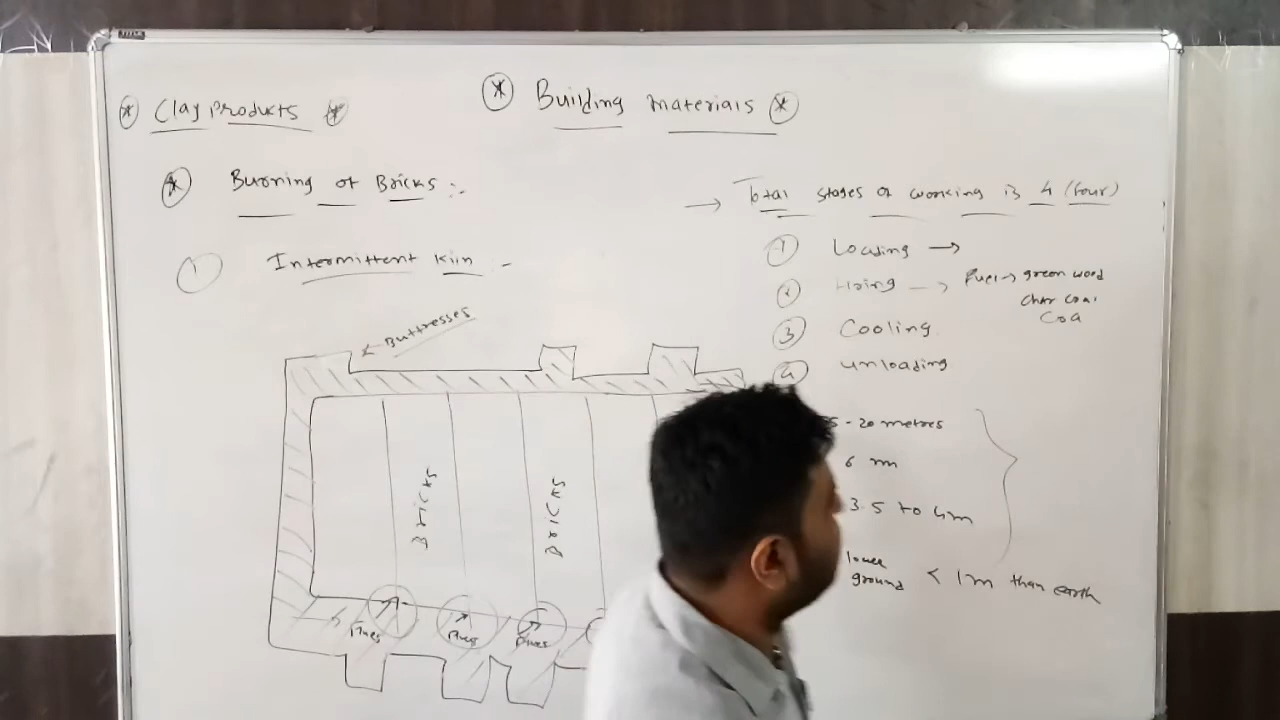 Clay Products
Building materials
Burning of Bricks :-
① Intermittent kiln -
Buttresses
Bricks
Bricks
Flues
Flues
Flues
→ Total stages of working is 4 (four)
① Loading →
② Firing → Fuel → green wood
char coal
Coa
③ Cooling
④ unloading
5 - 20 metres
6 m
3.5 to 4m
lower
ground < 1m than earth